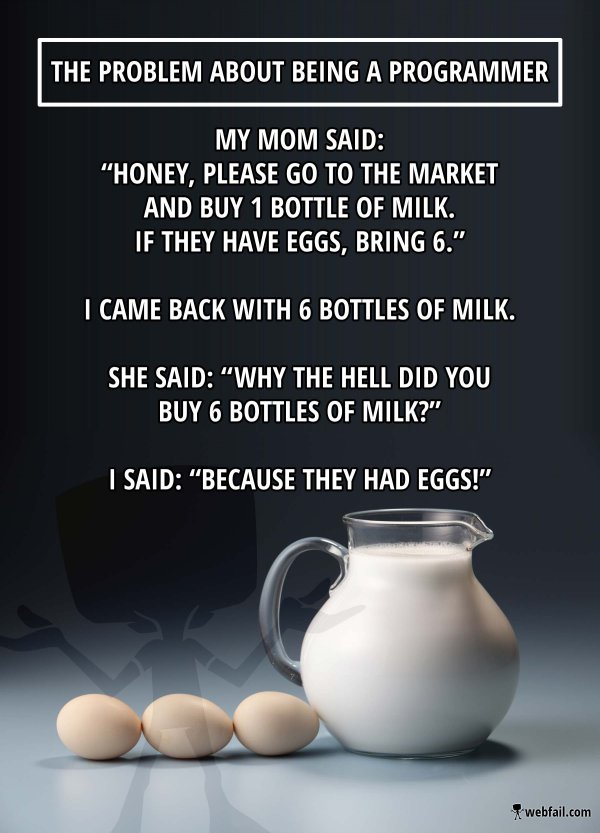 THE PROBLEM ABOUT BEING A PROGRAMMER
MY MOM SAID:
“HONEY, PLEASE GO TO THE MARKET
AND BUY 1 BOTTLE OF MILK.
IF THEY HAVE EGGS, BRING 6.”
I CAME BACK WITH 6 BOTTLES OF MILK.
SHE SAID: “WHY THE HELL DID YOU
BUY 6 BOTTLES OF MILK?”
I SAID: “BECAUSE THEY HAD EGGS!”
webfail.com